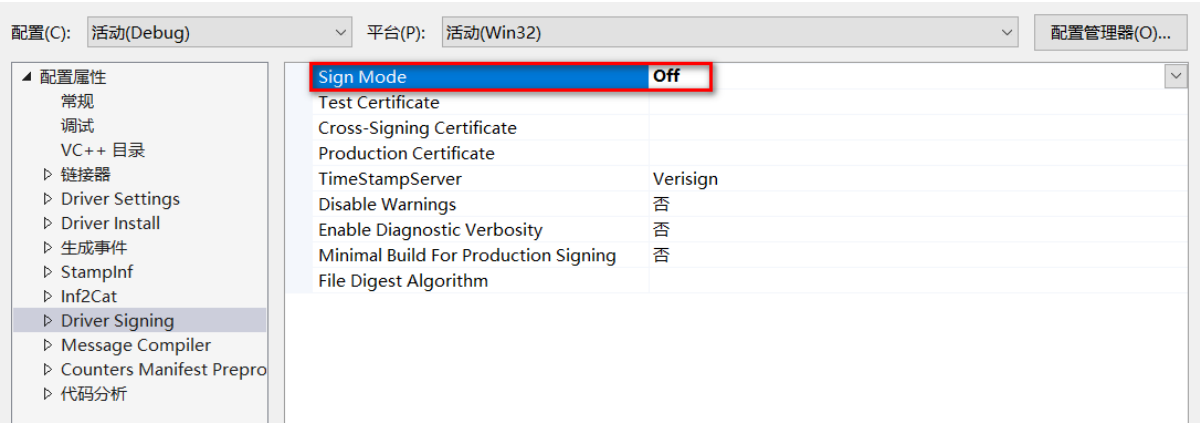 配置(C): 活动(Debug) 平台(P): 活动(Win32) 配置管理器(O)...
配置属性
常规
调试
VC++ 目录
链接器
Driver Settings
Driver Install
生成事件
StampInf
Inf2Cat
Driver Signing
Message Compiler
Counters Manifest Prepro
代码分析
Sign Mode Off
Test Certificate
Cross-Signing Certificate
Production Certificate
TimeStampServer Verisign
Disable Warnings 否
Enable Diagnostic Verbosity 否
Minimal Build For Production Signing 否
File Digest Algorithm